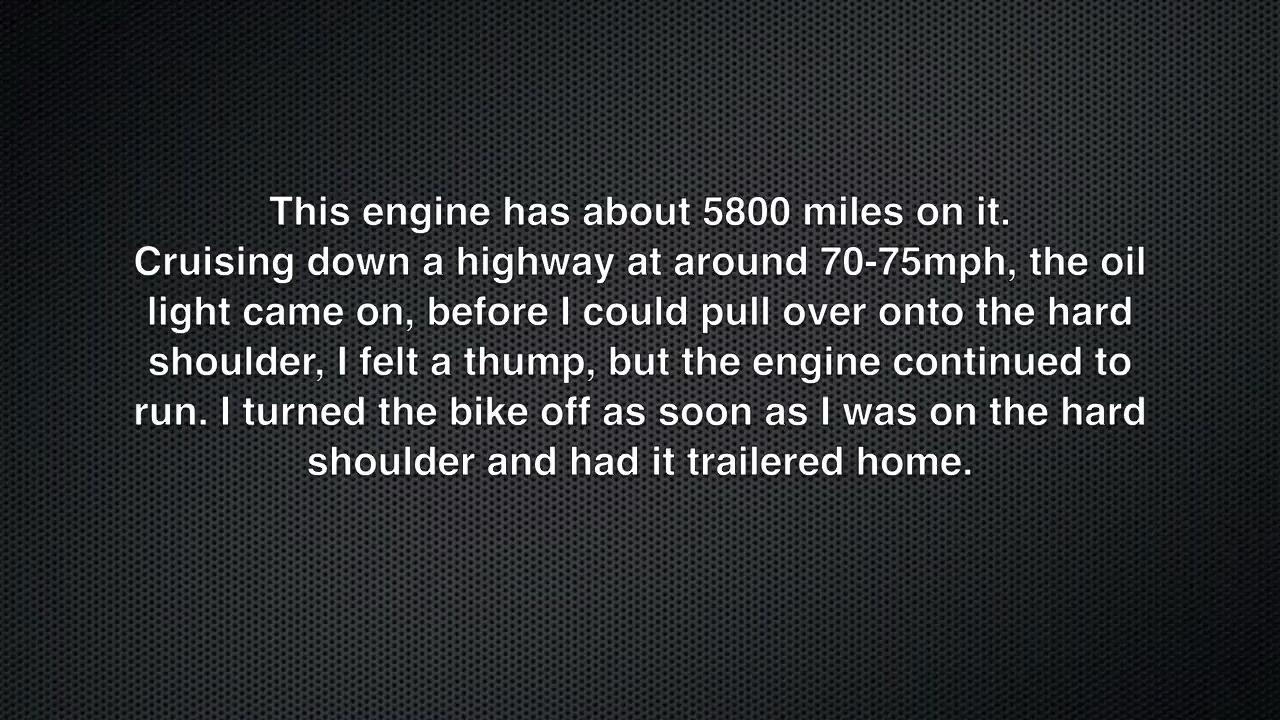 This engine has about 5800 miles on it.
Cruising down a highway at around 70-75mph, the oil
light came on, before I could pull over onto the hard
shoulder, I felt a thump, but the engine continued to
run. I turned the bike off as soon as I was on the hard
shoulder and had it trailered home.